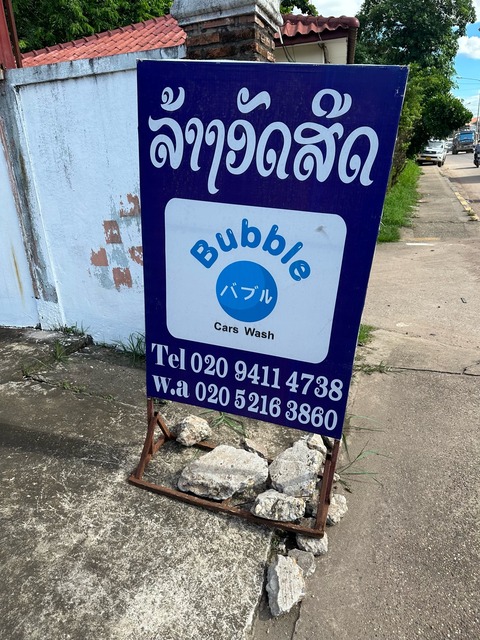 ລ້າງອັດສີດ
Bubble
バブル
Cars Wash
Tel 020 9411 4738
W.a 020 5216 3860